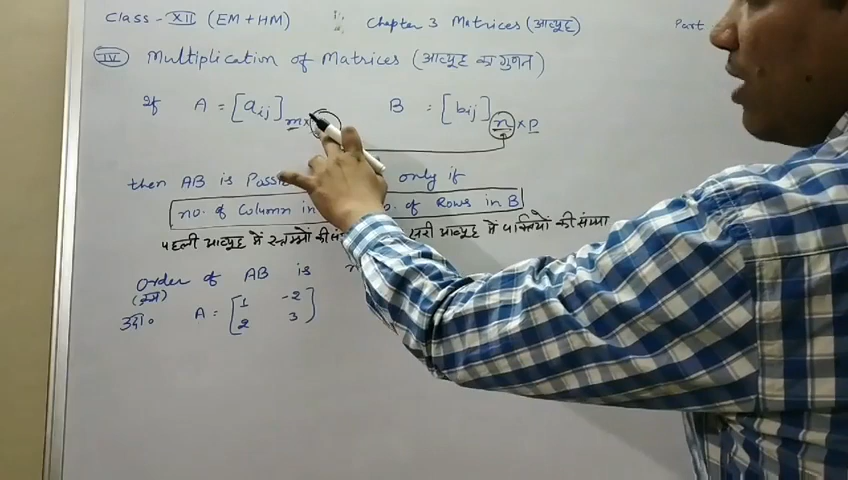 Class - XII (EM + HM) Chapter 3 Matrices (आव्यूह) Part
IV Multiplication of Matrices (आव्यूह का गुणन)
यदि A = [aij]m× B = [bij]n×p
then AB is only if
no. of Column in of Rows in B
पहली आव्यूह में स्तम्भों की आव्यूह में पंक्तियों की संख्या
Order of AB is
(क्रम)
उदा० A = [1 -2
2 3]